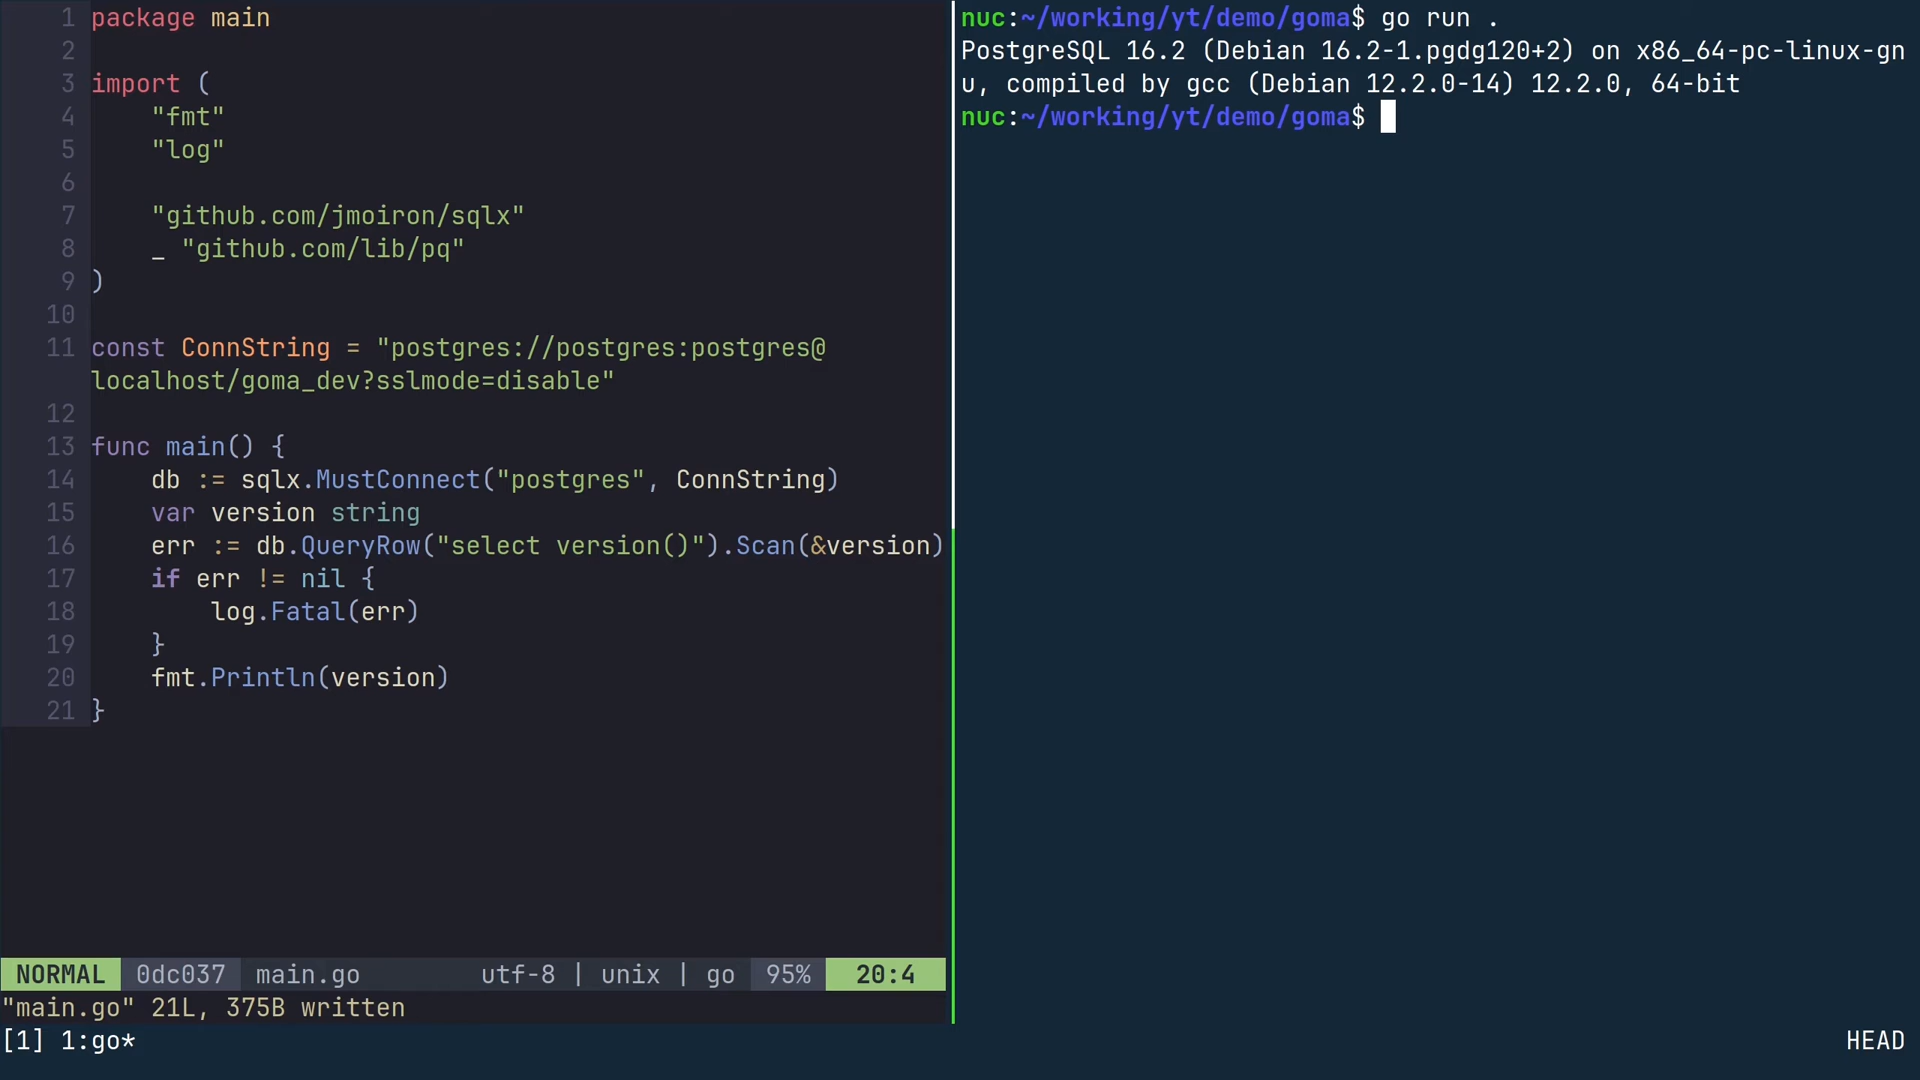 1 package main
2
3 import (
4     "fmt"
5     "log"
6
7     "github.com/jmoiron/sqlx"
8     _ "github.com/lib/pq"
9 )
10
11 const ConnString = "postgres://postgres:postgres@
localhost/goma_dev?sslmode=disable"
12
13 func main() {
14     db := sqlx.MustConnect("postgres", ConnString)
15     var version string
16     err := db.QueryRow("select version()").Scan(&version)
17     if err != nil {
18         log.Fatal(err)
19     }
20     fmt.Println(version)
21 }
NORMAL 0dc037 main.go utf-8 | unix | go 95% 20:4
"main.go" 21L, 375B written
nuc:~/working/yt/demo/goma$ go run .
PostgreSQL 16.2 (Debian 16.2-1.pgdg120+2) on x86_64-pc-linux-gn
u, compiled by gcc (Debian 12.2.0-14) 12.2.0, 64-bit
nuc:~/working/yt/demo/goma$
[1] 1:go* HEAD